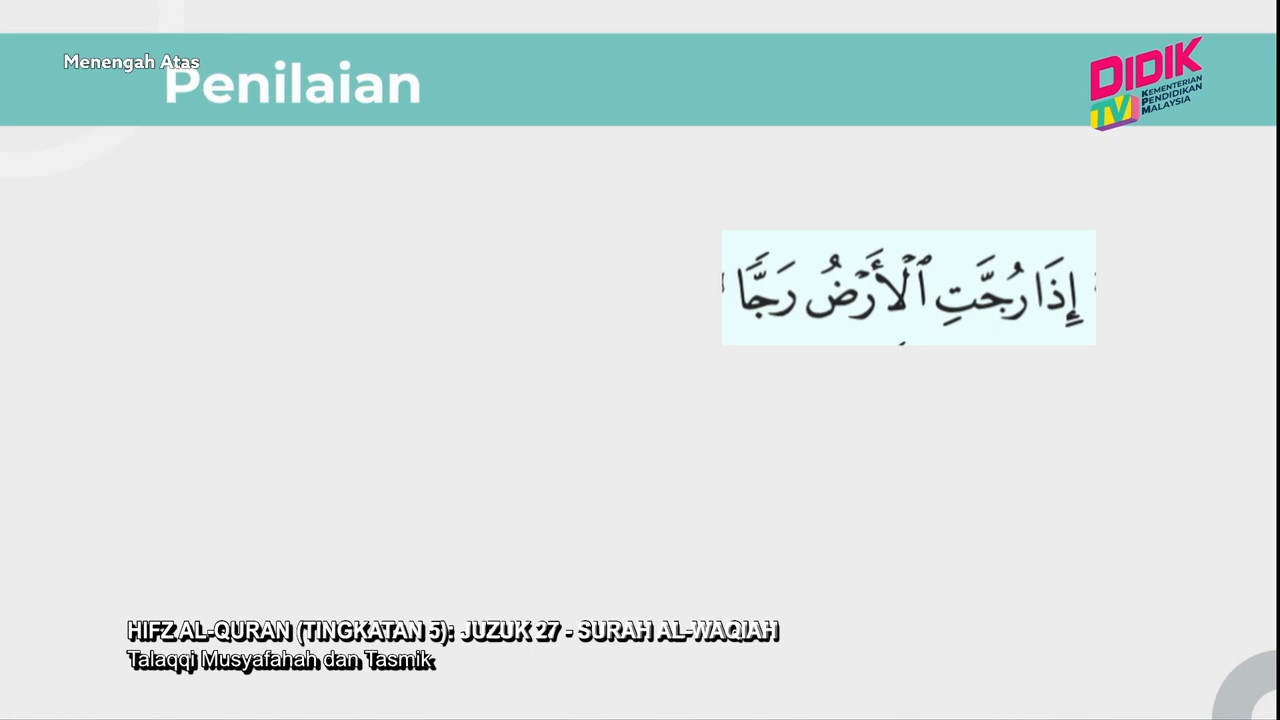 Menengah Atas
Penilaian
DIDIK
TV
KEMENTERIAN
PENDIDIKAN
MALAYSIA
إِذَا رُجَّتِ ٱلْأَرْضُ رَجًّا
HIFZ AL-QURAN (TINGKATAN 5): JUZUK 27 - SURAH AL-WAQIAH
Talaqqi Musyafahah dan Tasmik